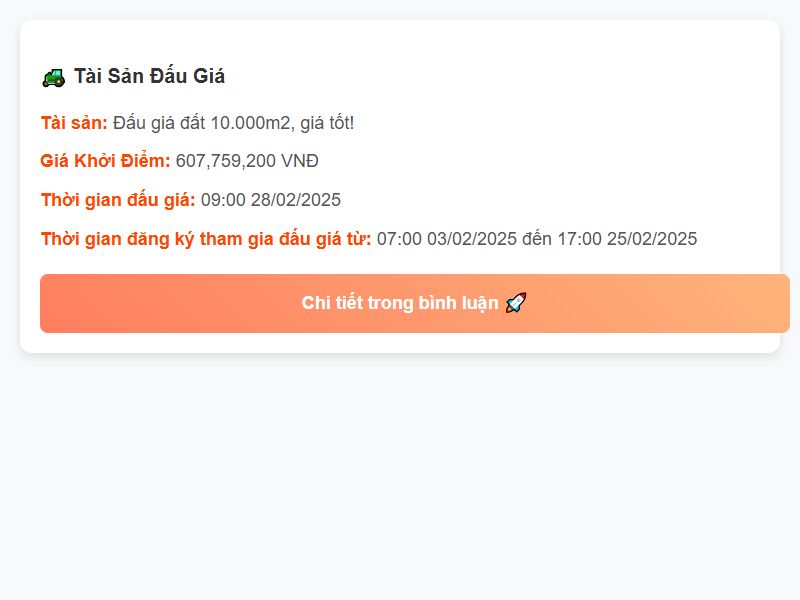 🚜 Tài Sản Đấu Giá
Tài sản: Đấu giá đất 10.000m2, giá tốt!
Giá Khởi Điểm: 607,759,200 VNĐ
Thời gian đấu giá: 09:00 28/02/2025
Thời gian đăng ký tham gia đấu giá từ: 07:00 03/02/2025 đến 17:00 25/02/2025
Chi tiết trong bình luận 🚀